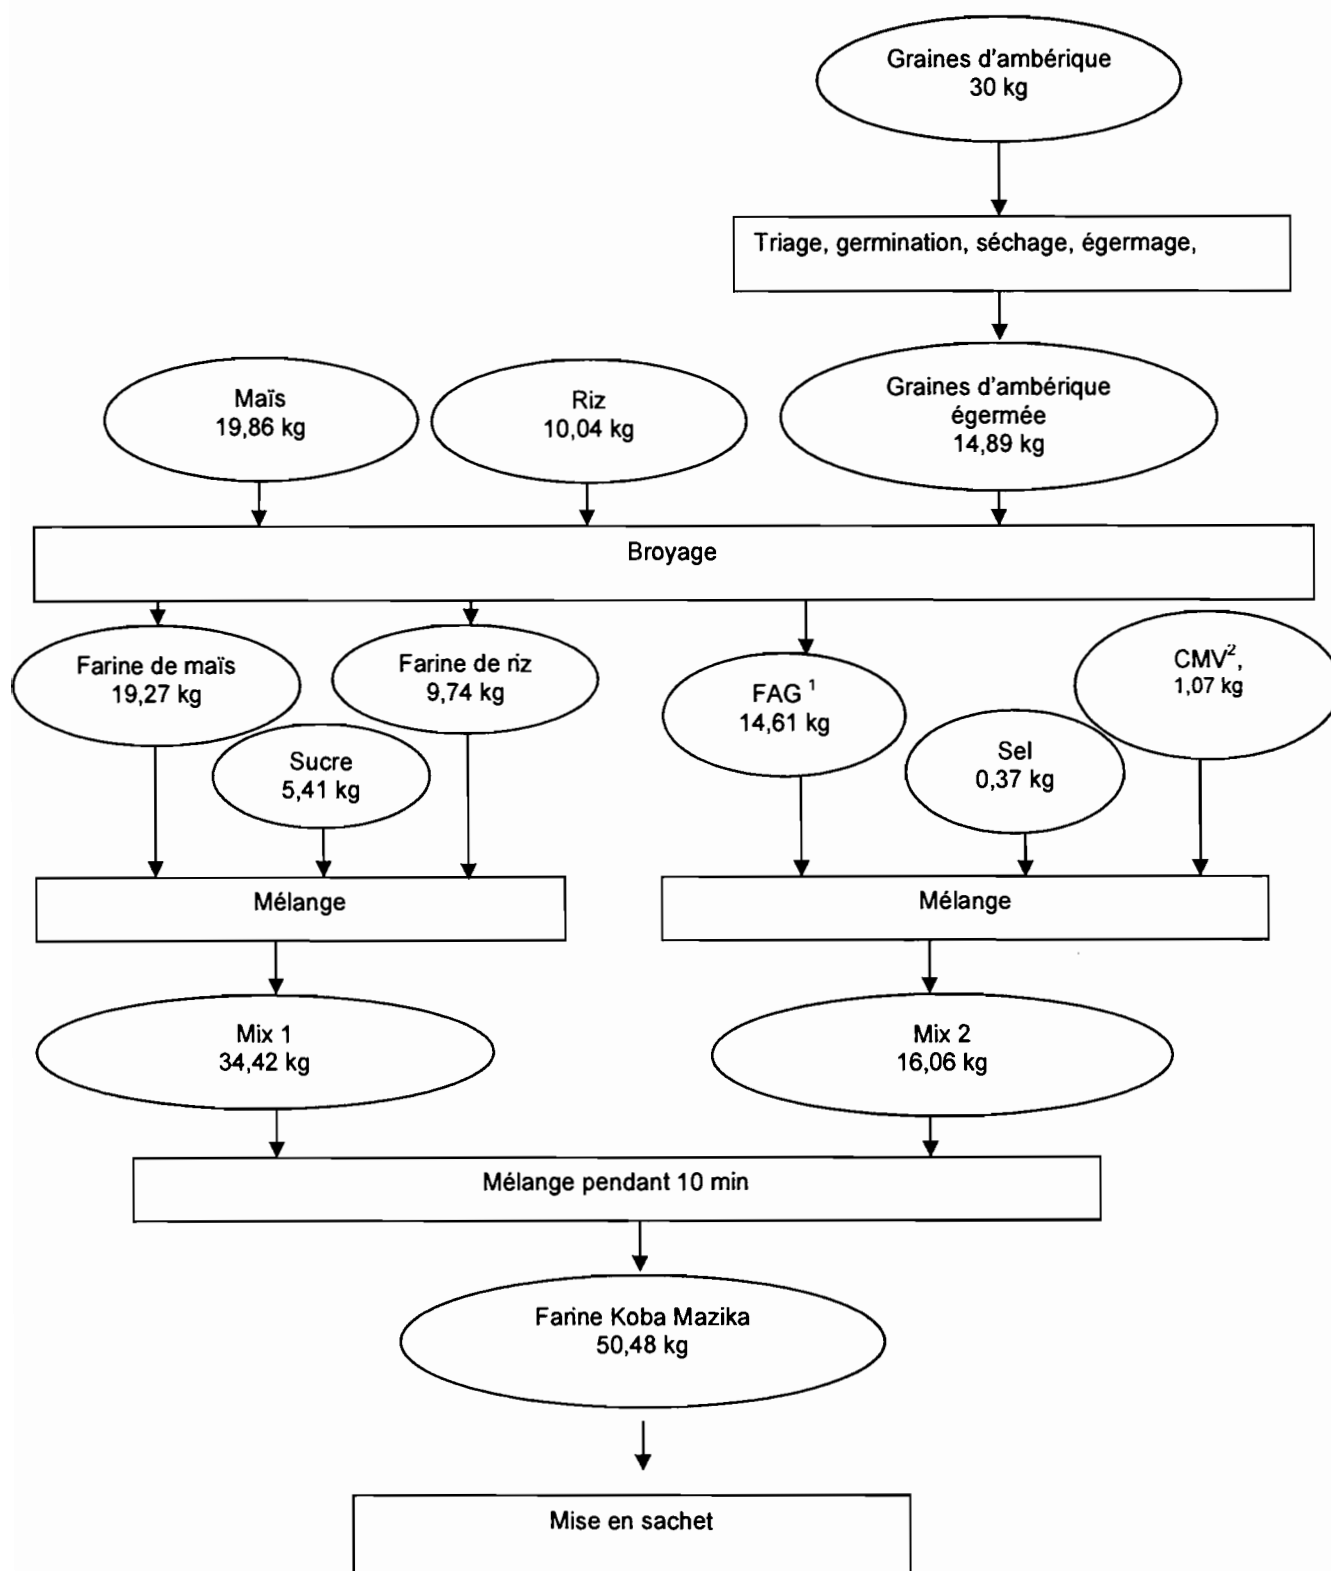 Graines d'ambérique
30 kg
Triage, germination, séchage, égermage,
Maïs
19,86 kg
Riz
10,04 kg
Graines d'ambérique
égermée
14,89 kg
Broyage
Farine de maïs
19,27 kg
Farine de riz
9,74 kg
Sucre
5,41 kg
FAG 1
14,61 kg
Sel
0,37 kg
CMV2,
1,07 kg
Mélange
Mélange
Mix 1
34,42 kg
Mix 2
16,06 kg
Mélange pendant 10 min
Farine Koba Mazika
50,48 kg
Mise en sachet